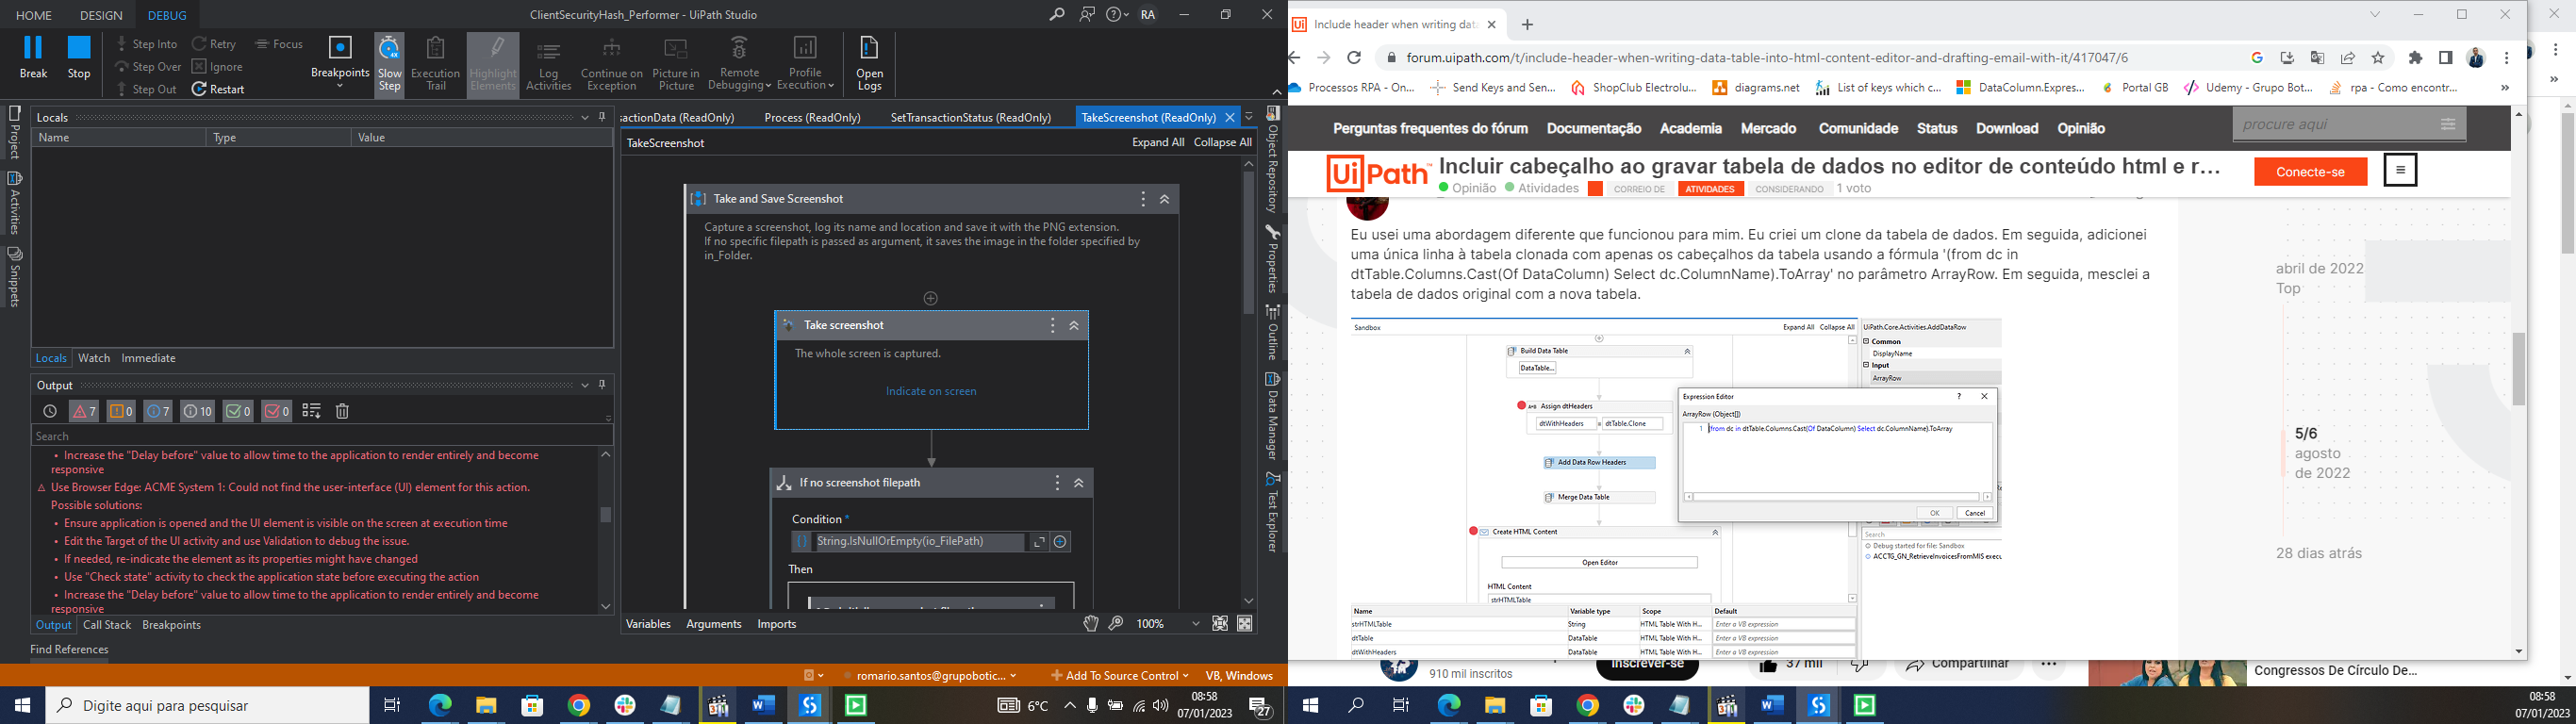 HOME DESIGN DEBUG
ClientSecurityHash_Performer - UiPath Studio
RA
Break
Stop
Step Into
Step Over
Step Out
Retry
Ignore
Restart
Focus
Breakpoints
Slow Step
Execution Trail
Highlight Elements
Log Activities
Continue on Exception
Picture in Picture
Remote Debugging
Profile Execution
Open Logs
Project
Activities
Snippets
Locals
Name Type Value
Locals Watch Immediate
Output
7 0 7 10 0 0
Search
• Increase the "Delay before" value to allow time to the application to render entirely and become
responsive
Use Browser Edge: ACME System 1: Could not find the user-interface (UI) element for this action.
Possible solutions:
• Ensure application is opened and the UI element is visible on the screen at execution time
• Edit the Target of the UI activity and use Validation to debug the issue.
• If needed, re-indicate the element as its properties might have changed
• Use "Check state" activity to check the application state before executing the action
• Increase the "Delay before" value to allow time to the application to render entirely and become
responsive
Output Call Stack Breakpoints
Find References
sactionData (ReadOnly) Process (ReadOnly) SetTransactionStatus (ReadOnly) TakeScreenshot (ReadOnly)
TakeScreenshot Expand All Collapse All
Take and Save Screenshot
Capture a screenshot, log its name and location and save it with the PNG extension.
If no specific filepath is passed as argument, it saves the image in the folder specified by
in_Folder.
Take screenshot
The whole screen is captured.
Indicate on screen
If no screenshot filepath
Condition *
String.IsNullOrEmpty(io_FilePath)
Then
Variables Arguments Imports 100%
Object Repository
Properties
Outline
Data Manager
Test Explorer
romario.santos@grupobotic... Add To Source Control VB, Windows
Digite aqui para pesquisar
6°C
08:58
07/01/2023
27
Include header when writing dat
forum.uipath.com/t/include-header-when-writing-data-table-into-html-content-editor-and-drafting-email-with-it/417047/6
Processos RPA - On... Send Keys and Sen... ShopClub Electrolu... diagrams.net List of keys which c... DataColumn.Expres... Portal GB Udemy - Grupo Bot... rpa - Como encontr... »
Perguntas frequentes do fórum Documentação Academia Mercado Comunidade Status Download Opinião
procure aqui
UiPath
Incluir cabeçalho ao gravar tabela de dados no editor de conteúdo html e r...
Opinião Atividades CORREIO DE ATIVIDADES CONSIDERANDO 1 voto
Conecte-se
Eu usei uma abordagem diferente que funcionou para mim. Eu criei um clone da tabela de dados. Em seguida, adicionei
uma única linha à tabela clonada com apenas os cabeçalhos da tabela usando a fórmula '(from dc in
dtTable.Columns.Cast(Of DataColumn) Select dc.ColumnName).ToArray' no parâmetro ArrayRow. Em seguida, mesclei a
tabela de dados original com a nova tabela.
Sandbox Expand All Collapse All
Build Data Table
DataTable...
Assign dtHeaders
dtWithHeaders = dtTable.Clone
Add Data Row Headers
Merge Data Table
Create HTML Content
Open Editor
HTML Content
strHTMLTable
UiPath.Core.Activities.AddDataRow
Common
DisplayName
Input
ArrayRow
Expression Editor
ArrayRow (Object[])
1 (from dc in dtTable.Columns.Cast(Of DataColumn) Select dc.ColumnName).ToArray
OK Cancel
Search
Debug started for file: Sandbox
ACCTG_GN_RetrieveInvoicesFromMIS execu
Name Variable type Scope Default
strHTMLTable String HTML Table With H... Enter a VB expression
dtTable DataTable HTML Table With H... Enter a VB expression
dtWithHeaders DataTable HTML Table With H... Enter a VB expression
abril de 2022
Top
5/6
agosto
de 2022
28 dias atrás
910 mil inscritos
Inscrever-se
37 mil
Compartilhar
Congressos De Círculo De...
08:58
07/01/2023